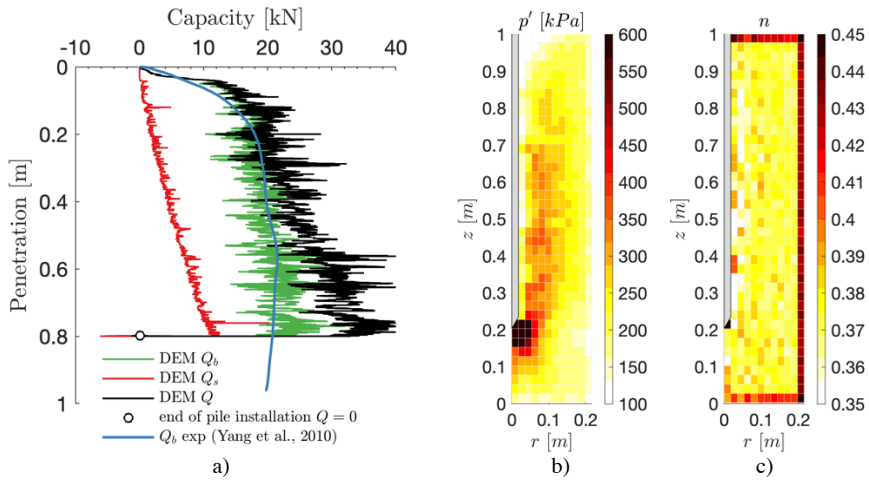 Capacity [kN]
-10 0 10 20 30 40
Penetration [m]
0
0.2
0.4
0.6
0.8
1
DEM Q_b
DEM Q_s
DEM Q
end of pile installation Q = 0
Q_b exp (Yang et al., 2010)
a)
p′ [kPa]
z [m]
1
0.9
0.8
0.7
0.6
0.5
0.4
0.3
0.2
0.1
0
0 0.1 0.2
r [m]
600
550
500
450
400
350
300
250
200
150
100
b)
n
z [m]
1
0.9
0.8
0.7
0.6
0.5
0.4
0.3
0.2
0.1
0
0 0.1 0.2
r [m]
0.45
0.44
0.43
0.42
0.41
0.4
0.39
0.38
0.37
0.36
0.35
c)